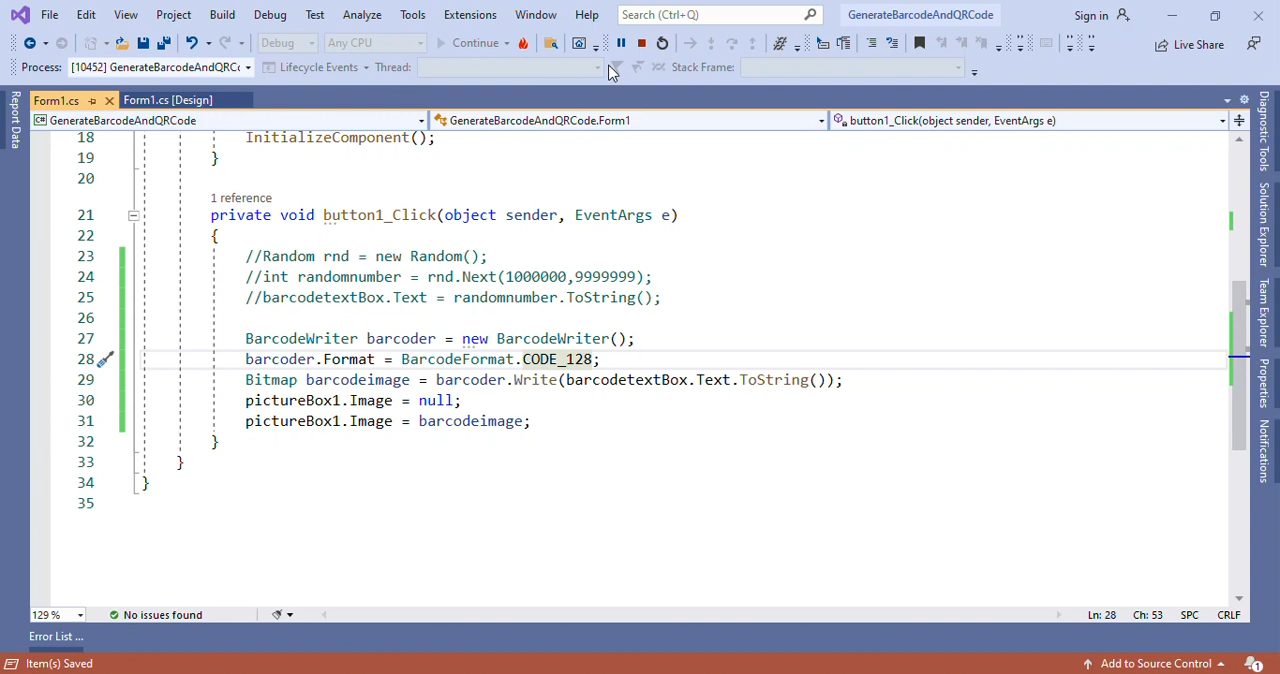 File Edit View Project Build Debug Test Analyze Tools Extensions Window Help Search (Ctrl+Q) GenerateBarcodeAndQRCode Sign in
Debug Any CPU Continue Live Share
Process: [10452] GenerateBarcodeAndQRC Lifecycle Events Thread: Stack Frame:
Form1.cs Form1.cs [Design]
GenerateBarcodeAndQRCode GenerateBarcodeAndQRCode.Form1 button1_Click(object sender, EventArgs e)
Report Data
18 InitializeComponent();
19 }
20
1 reference
21 private void button1_Click(object sender, EventArgs e)
22 {
23 //Random rnd = new Random();
24 //int randomnumber = rnd.Next(1000000,9999999);
25 //barcodetextBox.Text = randomnumber.ToString();
26
27 BarcodeWriter barcoder = new BarcodeWriter();
28 barcoder.Format = BarcodeFormat.CODE_128;
29 Bitmap barcodeimage = barcoder.Write(barcodetextBox.Text.ToString());
30 pictureBox1.Image = null;
31 pictureBox1.Image = barcodeimage;
32 }
33 }
34 }
35
Diagnostic Tools
Solution Explorer
Team Explorer
Properties
Notifications
129 % No issues found Ln: 28 Ch: 53 SPC CRLF
Error List ...
Item(s) Saved Add to Source Control 1